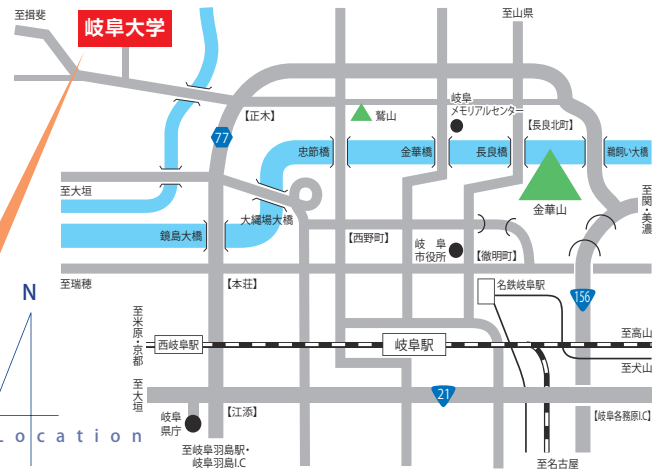 至揖斐
岐阜大学
至山県
【正木】
鷲山
岐阜
メモリアルセンター
【長良北町】
77
忠節橋
金華橋
長良橋
鵜飼い大橋
至大垣
大縄場大橋
金華山
至関・美濃
鏡島大橋
【西野町】
岐阜
市役所
【徹明町】
至瑞穂
【本荘】
名鉄岐阜駅
N
156
至米原・京都
西岐阜駅
岐阜駅
至高山
至犬山
至大垣
21
岐阜
県庁
【江添】
【岐阜各務原I.C】
Location
至岐阜羽島駅・
岐阜羽島I.C
至名古屋